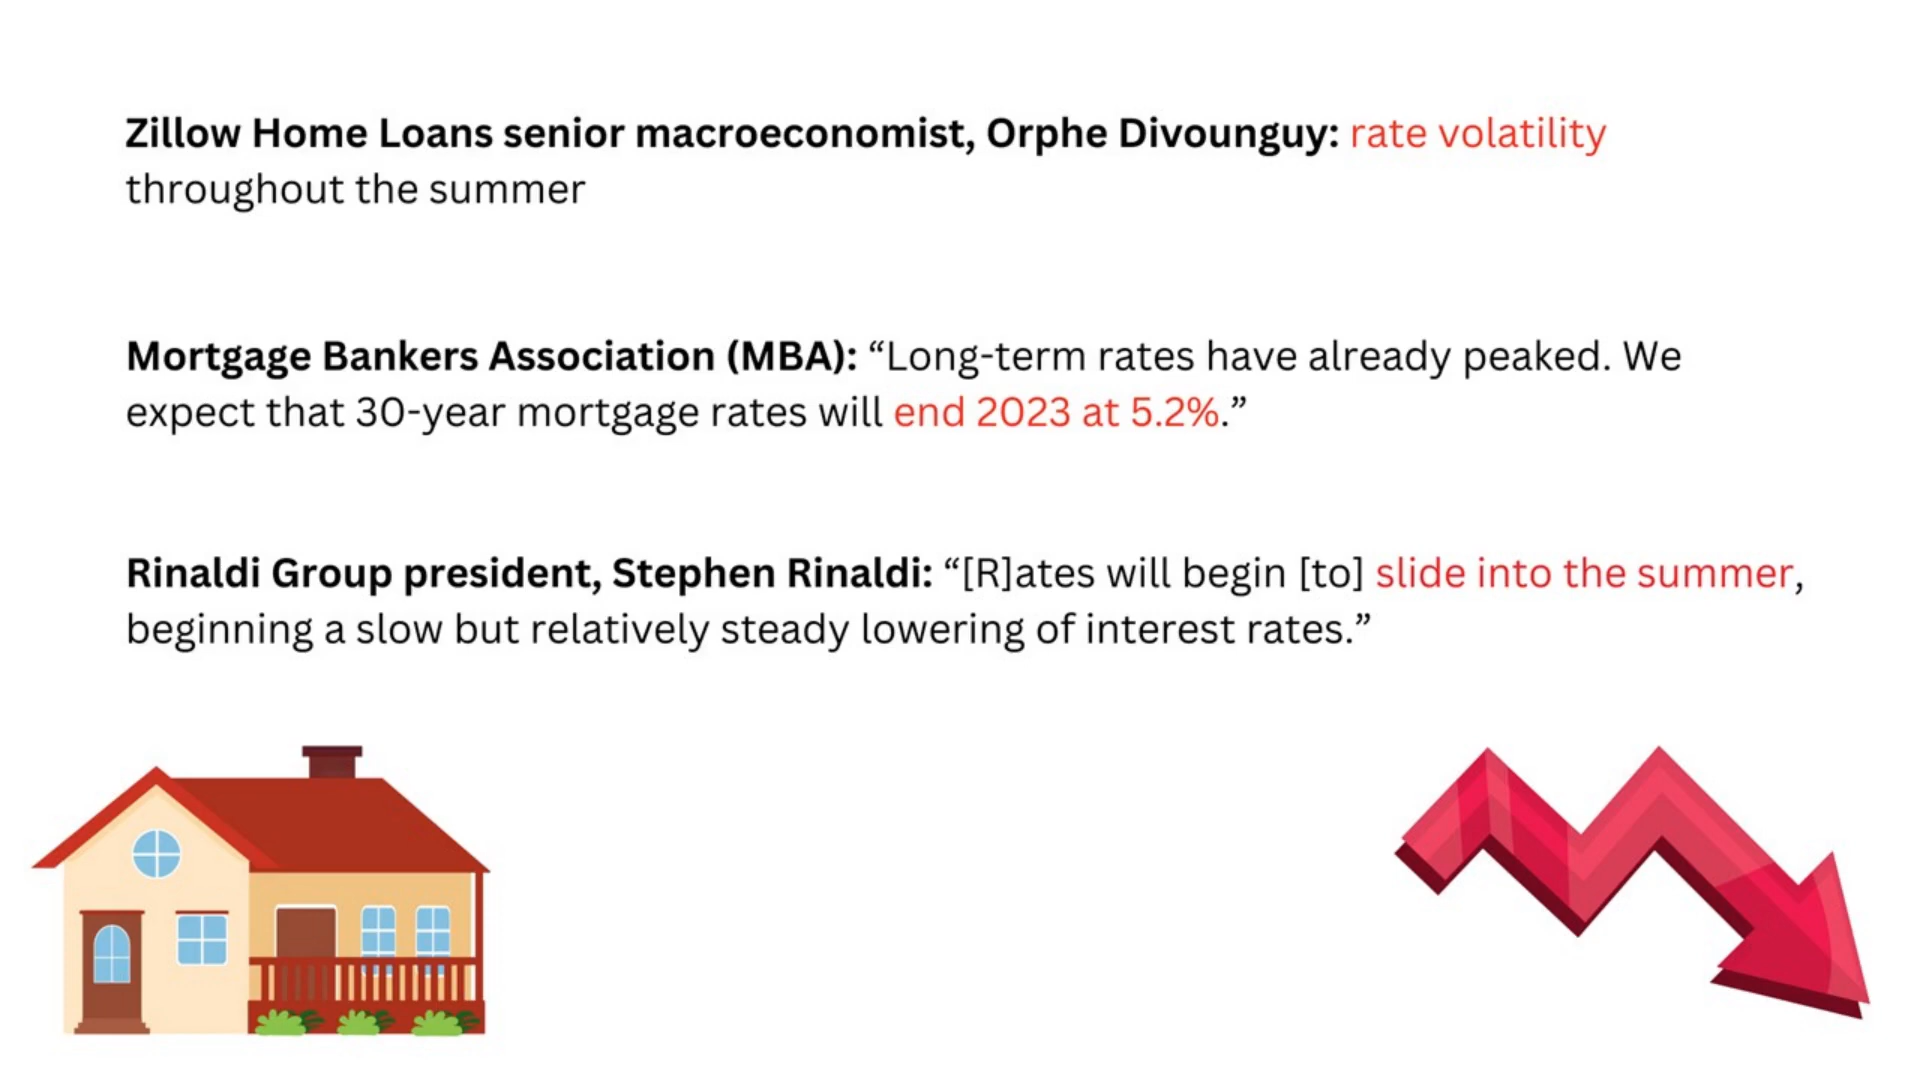 Zillow Home Loans senior macroeconomist, Orphe Divounguy: rate volatility
throughout the summer
Mortgage Bankers Association (MBA): “Long-term rates have already peaked. We
expect that 30-year mortgage rates will end 2023 at 5.2%.”
Rinaldi Group president, Stephen Rinaldi: “[R]ates will begin [to] slide into the summer,
beginning a slow but relatively steady lowering of interest rates.”